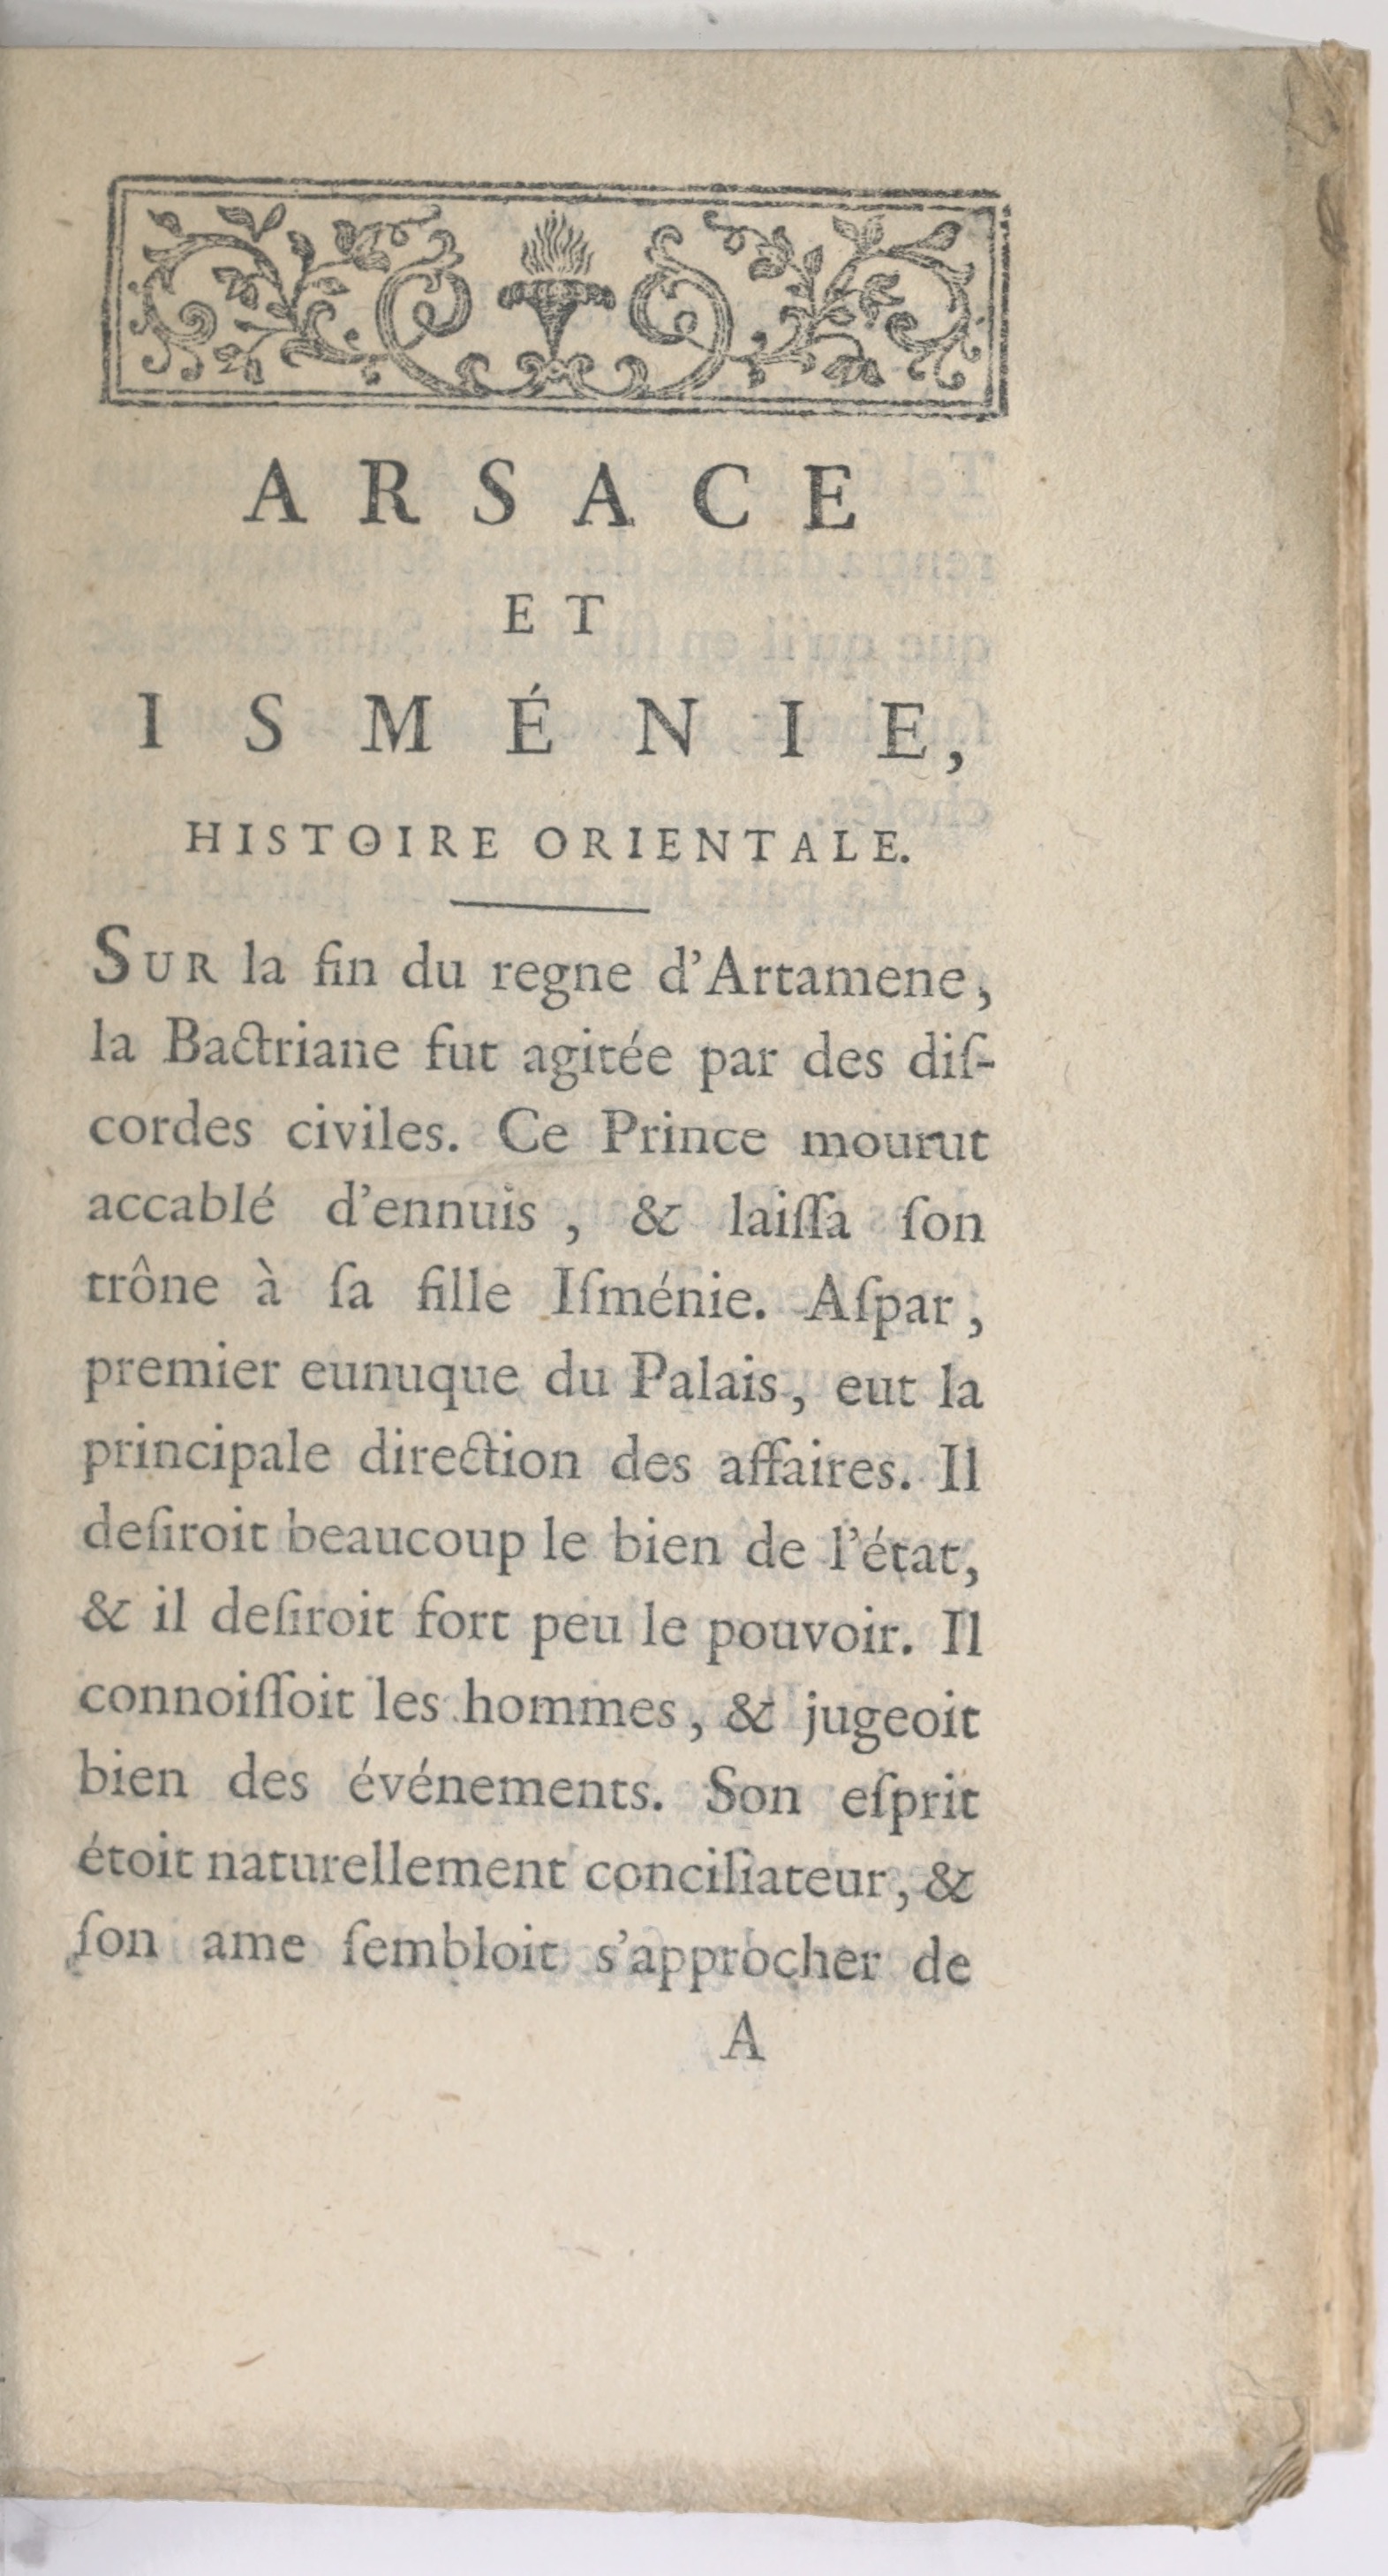 ARSACE
ET
ISMÉNIE,
HISTOIRE ORIENTALE.
SUR la fin du regne d'Artamene,
la Bactriane fut agitée par des diſ-
cordes civiles. Ce Prince mourut
accablé d'ennuis , & laiſſa ſon
trône à ſa fille Iſménie. Aſpar,
premier eunuque du Palais, eut la
principale direction des affaires. Il
deſiroit beaucoup le bien de l'état,
& il deſiroit fort peu le pouvoir. Il
connoiſſoit les hommes, & jugeoit
bien des événements. Son eſprit
étoit naturellement conciliateur, &
ſon ame ſembloit s'approcher de
A